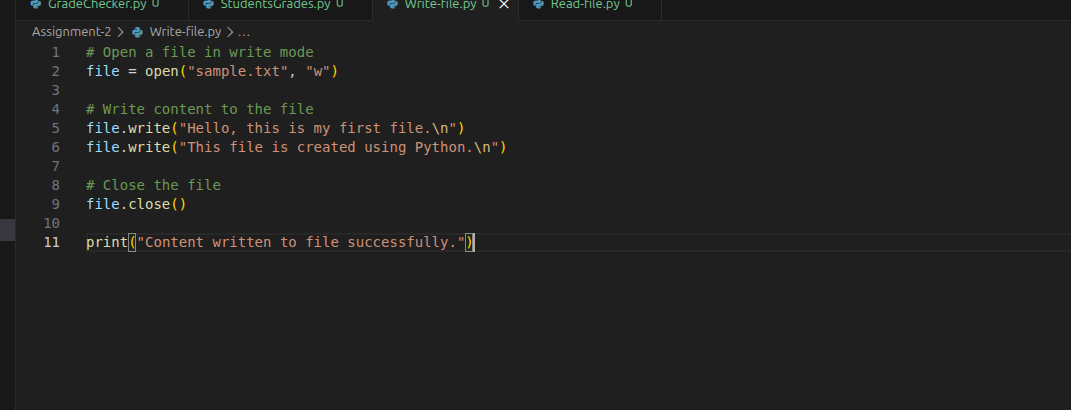 GradeChecker.py U StudentsGrades.py U Write-file.py U × Read-file.py U
Assignment-2 > Write-file.py > ...
1 # Open a file in write mode
2 file = open("sample.txt", "w")
3
4 # Write content to the file
5 file.write("Hello, this is my first file.\n")
6 file.write("This file is created using Python.\n")
7
8 # Close the file
9 file.close()
10
11 print("Content written to file successfully.")